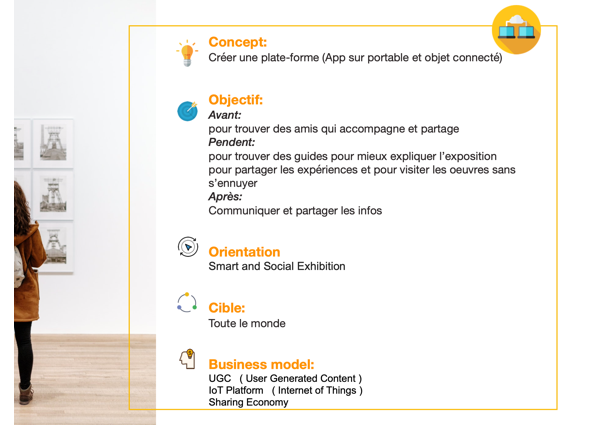 Concept:
Créer une plate-forme (App sur portable et objet connecté)
Objectif:
Avant:
pour trouver des amis qui accompagne et partage
Pendent:
pour trouver des guides pour mieux expliquer l’exposition
pour partager les expériences et pour visiter les oeuvres sans
s’ennuyer
Après:
Communiquer et partager les infos
Orientation
Smart and Social Exhibition
Cible:
Toute le monde
Business model:
UGC ( User Generated Content )
IoT Platform ( Internet of Things )
Sharing Economy